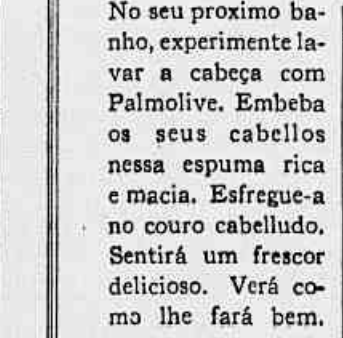 No seu proximo ba-
nho, experimente la-
var a cabeça com
Palmolive. Embeba
os seus cabellos
nessa espuma rica
e macia. Esfregue-a
no couro cabelludo.
Sentirá um frescor
delicioso. Verá co-
mo lhe fará bem.